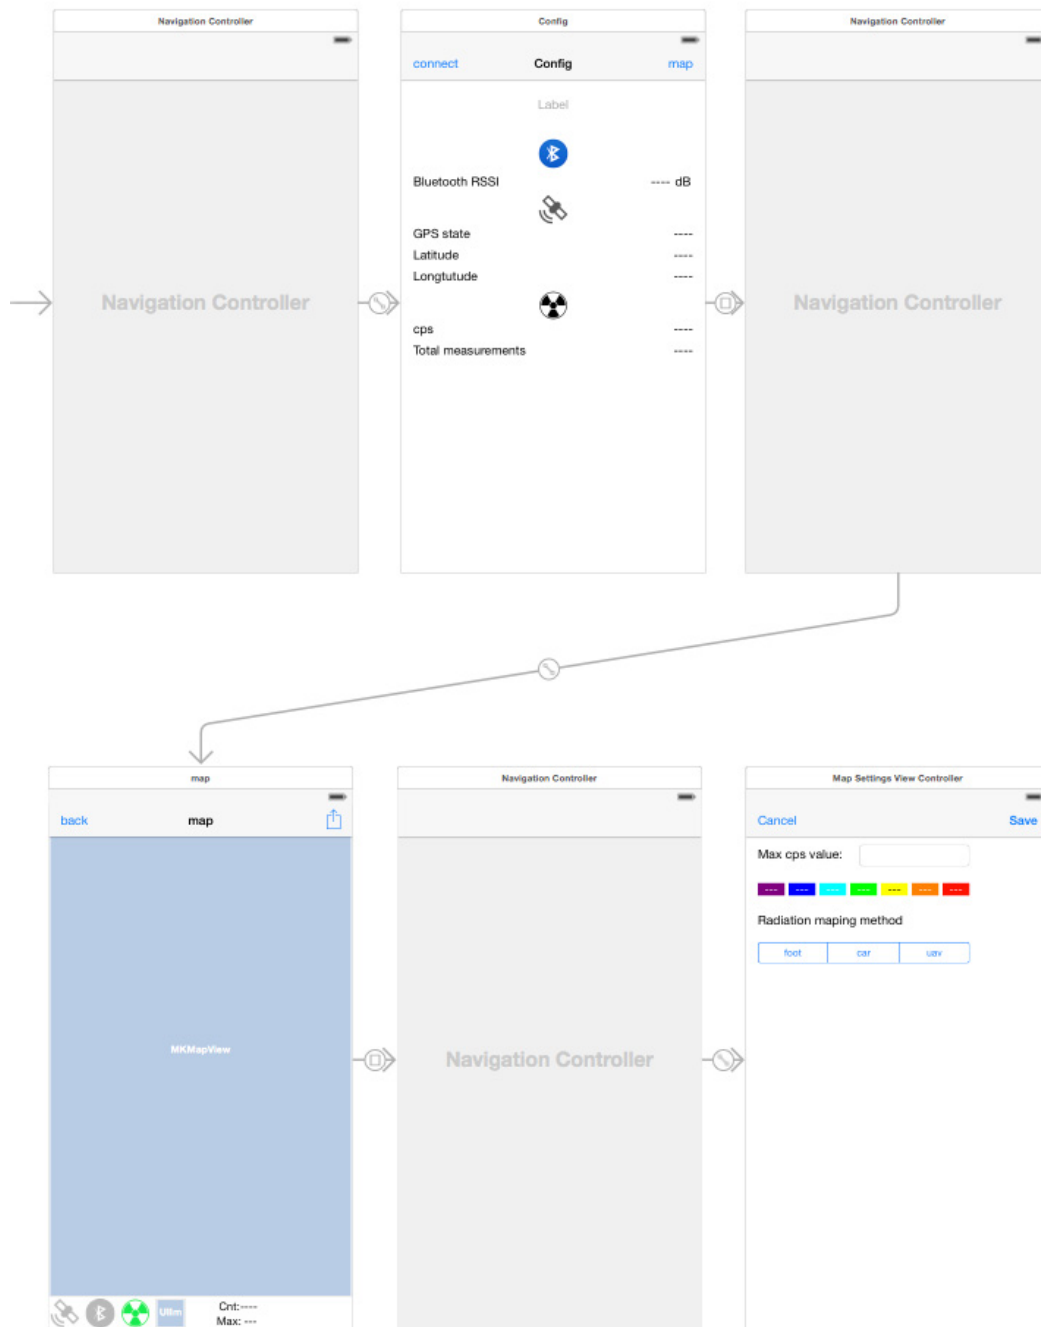 Navigation Controller
Config
Navigation Controller
connect
Config
map
Label
Bluetooth RSSI
---- dB
GPS state
----
Latitude
----
Longtutude
----
Navigation Controller
Navigation Controller
cps
----
Total measurements
----
map
Navigation Controller
Map Settings View Controller
back
map
Cancel
Save
Max cps value:
--- --- --- --- --- --- ---
Radiation maping method
foot
car
uav
MKMapView
Navigation Controller
Cnt:----
Max: ---